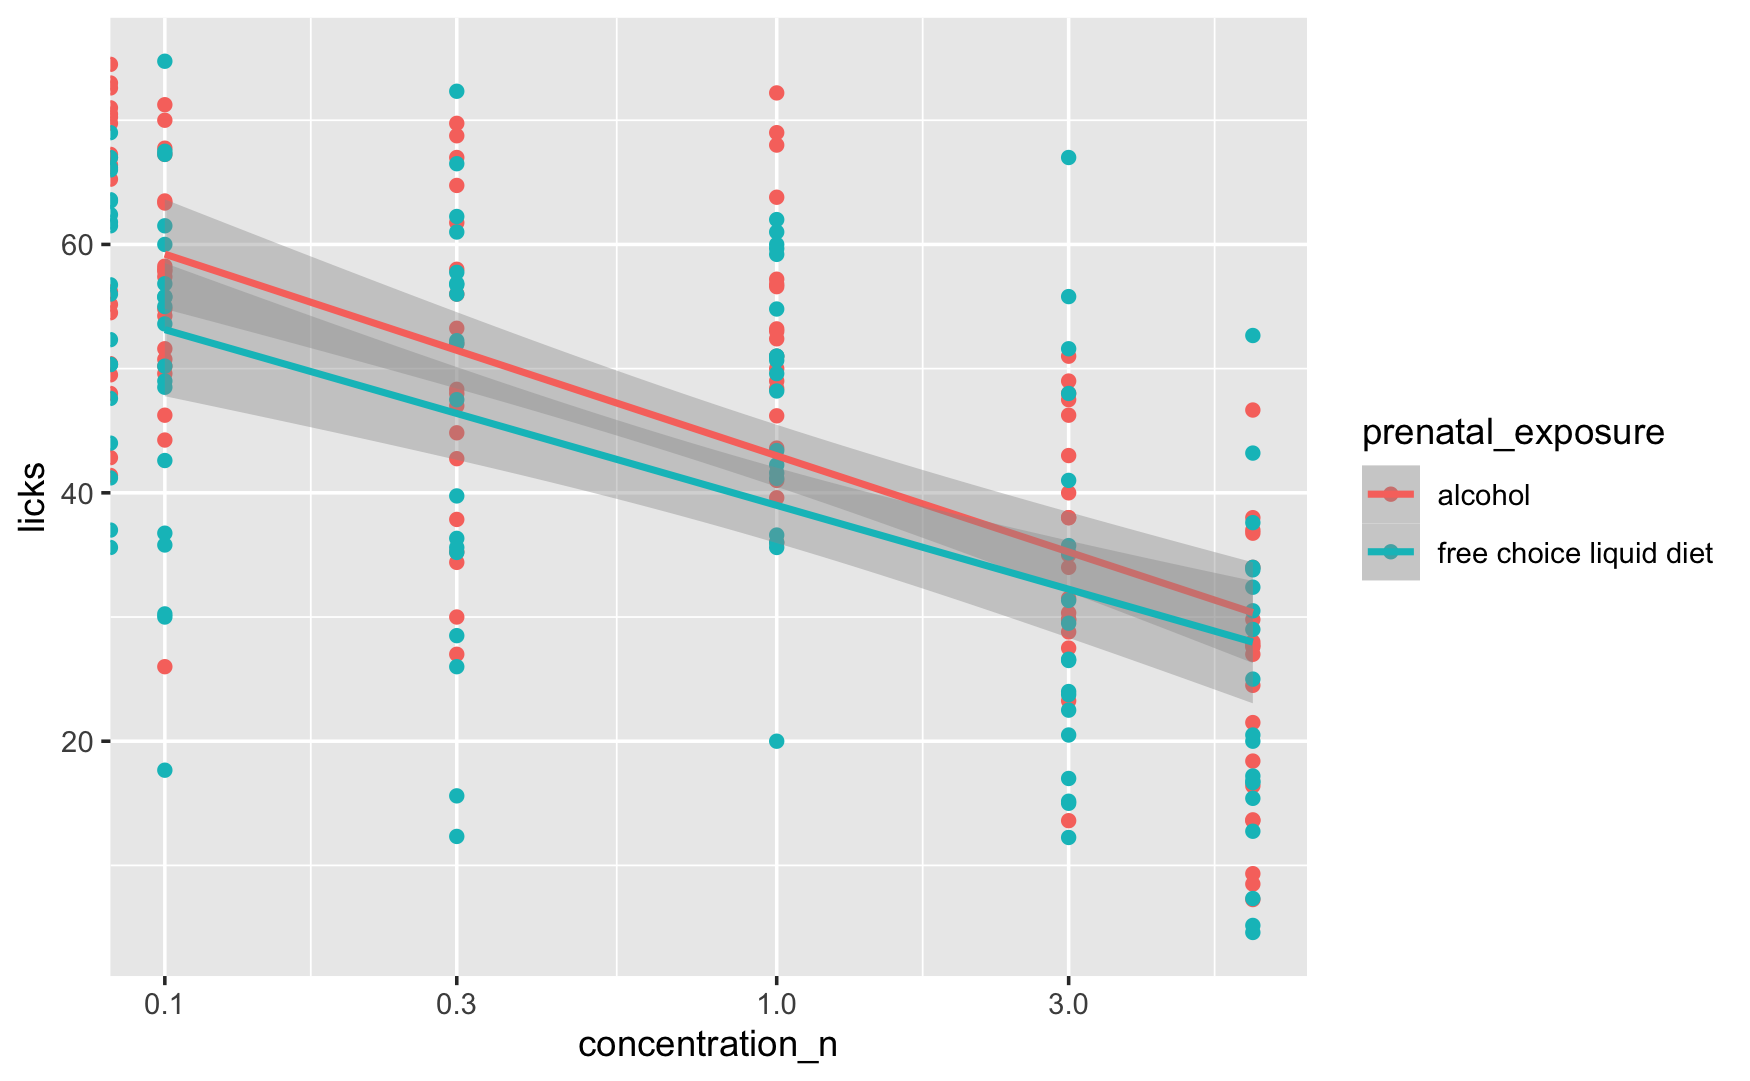 60
40
20
licks
0.1
0.3
1.0
3.0
concentration_n
prenatal_exposure
alcohol
free choice liquid diet